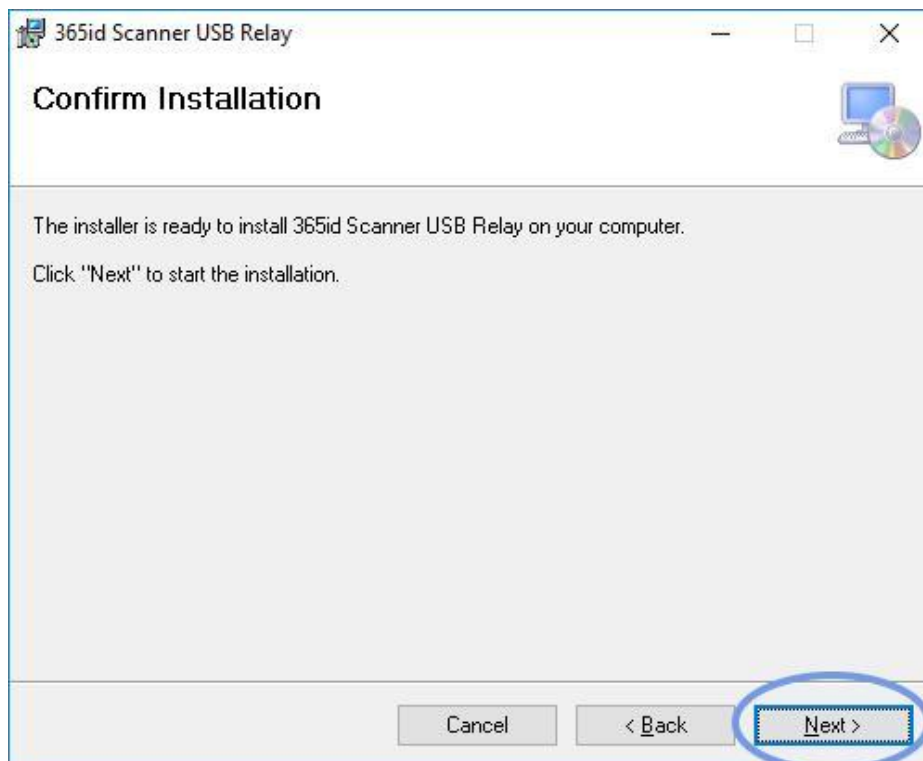 365id Scanner USB Relay
Confirm Installation
The installer is ready to install 365id Scanner USB Relay on your computer.
Click "Next" to start the installation.
Cancel
< Back
Next >